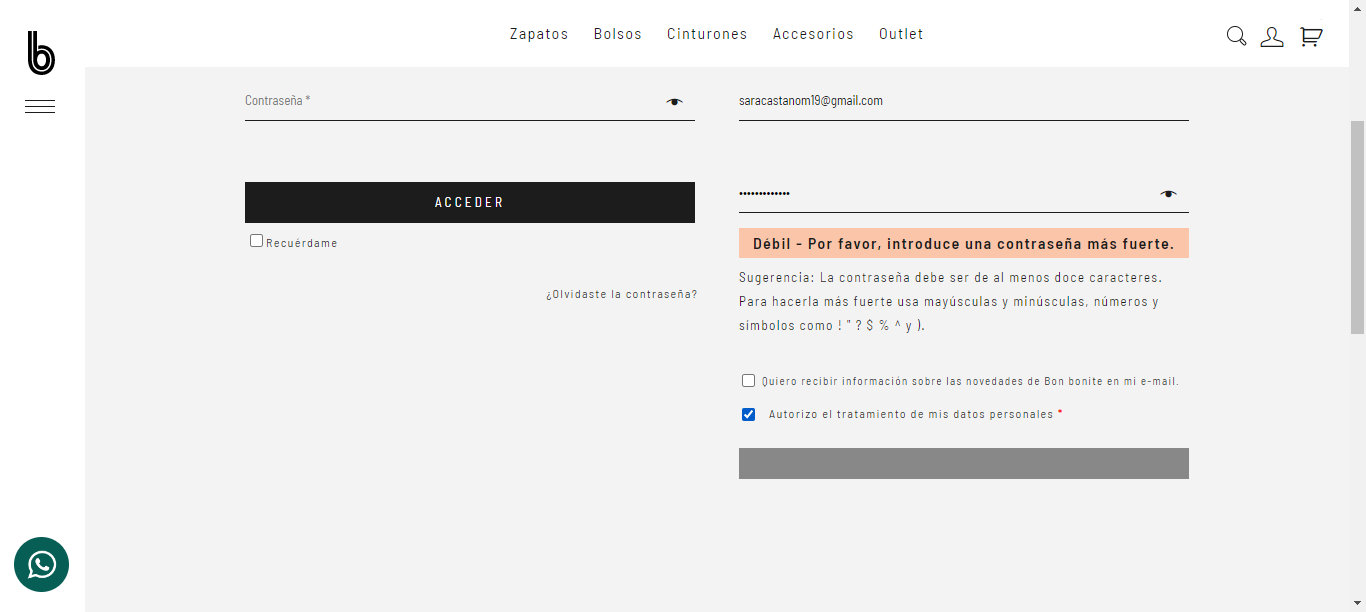 b
Zapatos Bolsos Cinturones Accesorios Outlet
Contraseña *
ACCEDER
Recuérdame
¿Olvidaste la contraseña?
saracastanom19@gmail.com
•••••••••••••
Débil - Por favor, introduce una contraseña más fuerte.
Sugerencia: La contraseña debe ser de al menos doce caracteres.
Para hacerla más fuerte usa mayúsculas y minúsculas, números y
símbolos como ! " ? $ % ^ y ).
Quiero recibir información sobre las novedades de Bon bonite en mi e-mail.
Autorizo el tratamiento de mis datos personales *